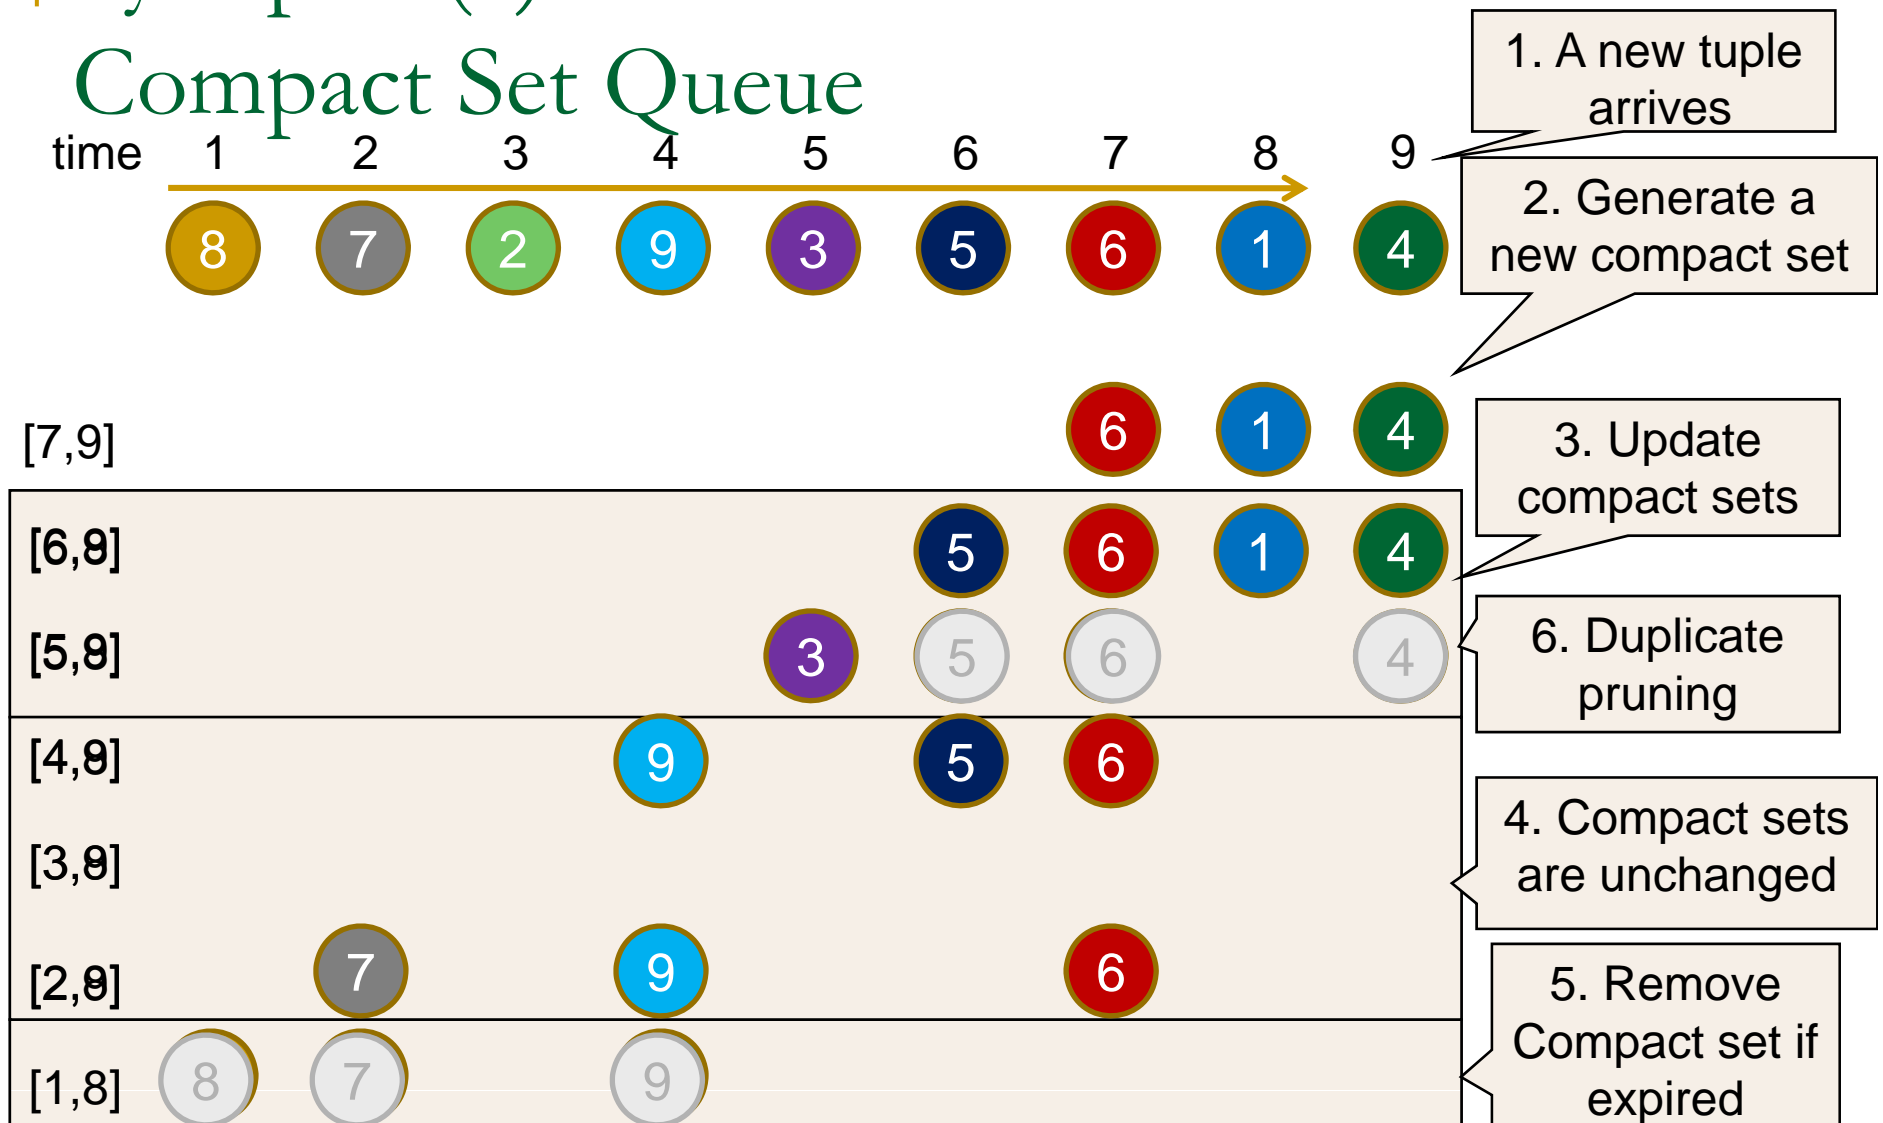 Compact Set Queue
1. A new tuple
arrives
time 1 2 3 4 5 6 7 8 9
2. Generate a
new compact set
8 7 2 9 3 5 6 1 4
[7,9] 6 1 4
3. Update
compact sets
[6,9] 5 6 1 4
[5,9] 3 5 6 4
6. Duplicate
pruning
[4,9] 9 5 6
4. Compact sets
are unchanged
[3,9]
[2,9] 7 9 6
5. Remove
Compact set if
expired
[1,8] 8 7 9